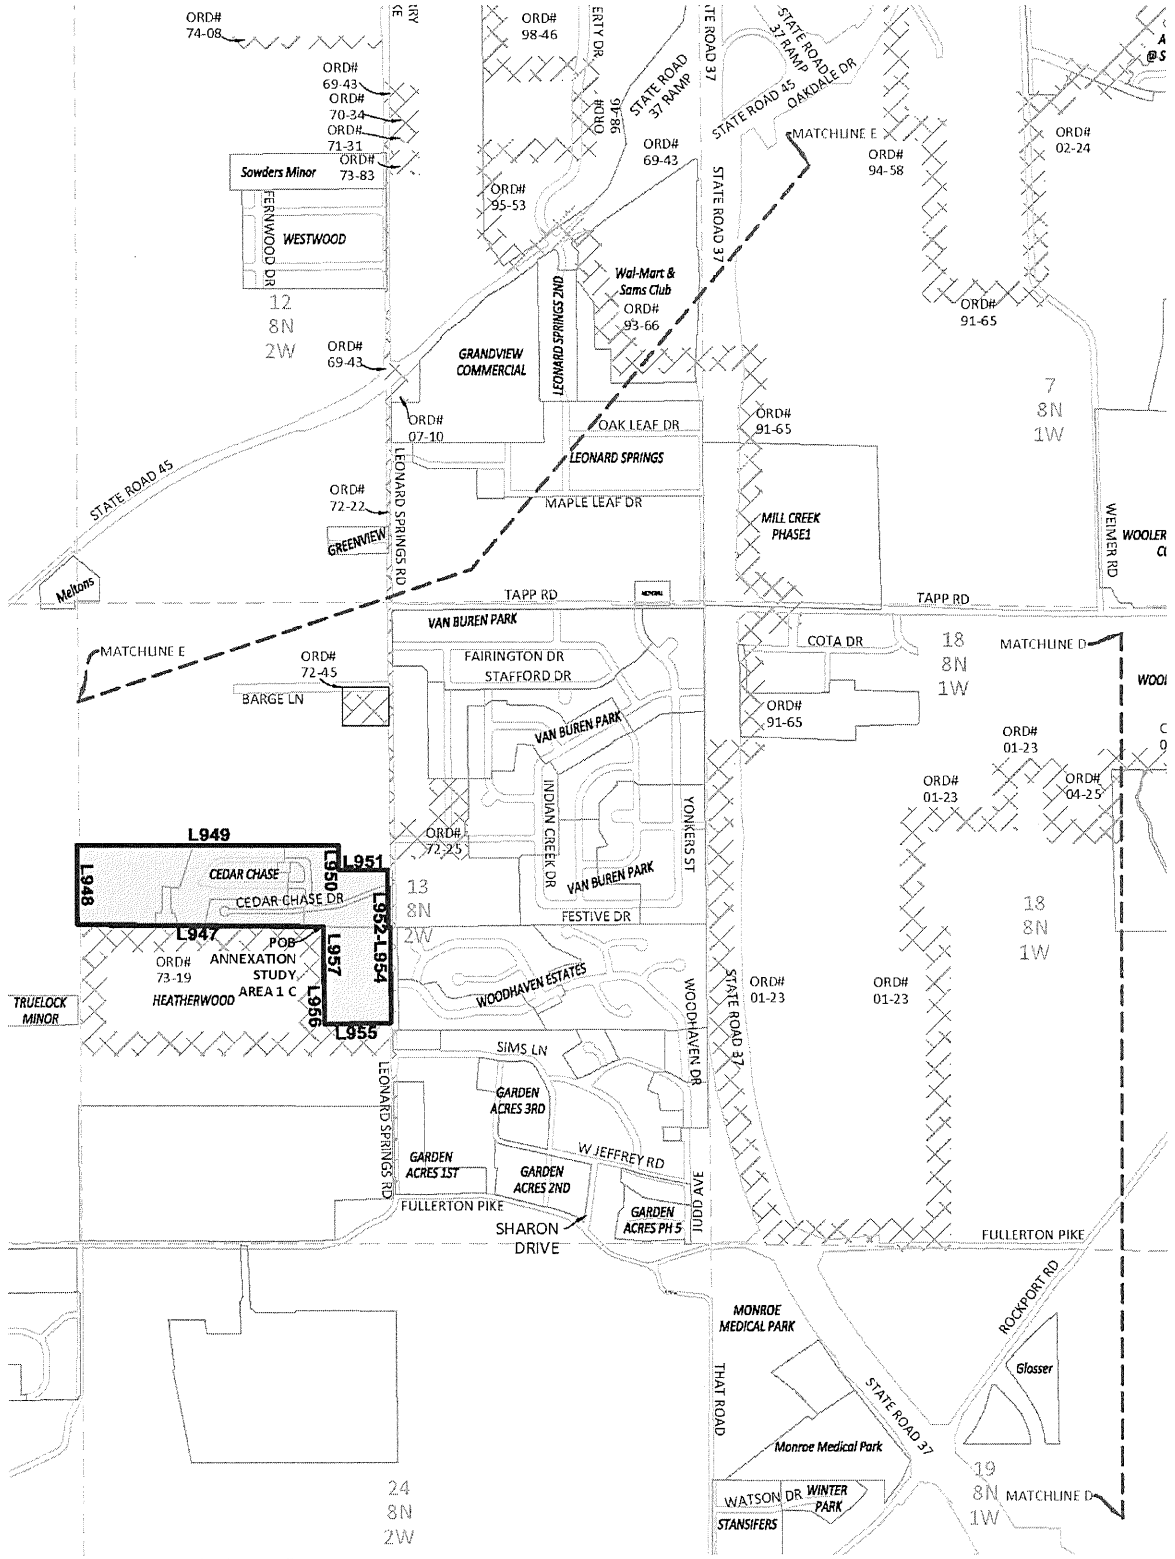 ORD#
74-08
ORD#
98-46
ERTY DR
STATE ROAD
37 RAMP
TE ROAD 37
STATE ROAD
37 RAMP
STATE ROAD 45
OAKDALE DR
ORD#
69-43
ORD#
70-34
ORD#
71-31
ORD#
73-83
Sowders Minor
FERNWOOD DR
WESTWOOD
12
8N
2W
ORD#
98-46
ORD#
95-53
ORD#
69-43
STATE ROAD 37
MATCHLINE E
ORD#
94-58
ORD#
02-24
A
@ S
ORD#
91-65
Wal-Mart &
Sams Club
ORD#
93-66
LEONARD SPRINGS 2ND
GRANDVIEW
COMMERCIAL
ORD#
69-43
ORD#
07-10
STATE ROAD 45
ORD#
91-65
7
8N
1W
OAK LEAF DR
LEONARD SPRINGS
MAPLE LEAF DR
LEONARD SPRINGS RD
ORD#
72-22
GREENVIEW
MILL CREEK
PHASE1
WEIMER RD
WOOLER
Meltons
TAPP RD
TAPP RD
VAN BUREN PARK
FAIRINGTON DR
STAFFORD DR
COTA DR
18
8N
1W
MATCHLINE D
WOOL
MATCHLINE E
ORD#
72-45
BARGE LN
VAN BUREN PARK
ORD#
91-65
ORD#
01-23
ORD#
01-23
ORD#
04-25
INDIAN CREEK DR
YONKERS ST
ORD#
72-25
VAN BUREN PARK
FESTIVE DR
L949
L950
L951
L948
CEDAR CHASE
CEDAR CHASE DR
L952-L954
L947
13
8N
2W
18
8N
1W
POB
ANNEXATION
STUDY
AREA 1 C
L957
L956
L955
ORD#
73-19
HEATHERWOOD
TRUELOCK
MINOR
WOODHAVEN ESTATES
WOODHAVEN DR
STATE ROAD 37
ORD#
01-23
ORD#
01-23
SIMS LN
LEONARD SPRINGS RD
GARDEN
ACRES 3RD
W JEFFREY RD
GARDEN
ACRES 1ST
GARDEN
ACRES 2ND
GARDEN
ACRES PH 5
JUDD AVE
FULLERTON PIKE
SHARON
DRIVE
FULLERTON PIKE
ROCKPORT RD
MONROE
MEDICAL PARK
Glosser
THAT ROAD
STATE ROAD 37
Monroe Medical Park
WATSON DR
WINTER
PARK
STANSIFERS
19
8N
1W
MATCHLINE D
24
8N
2W